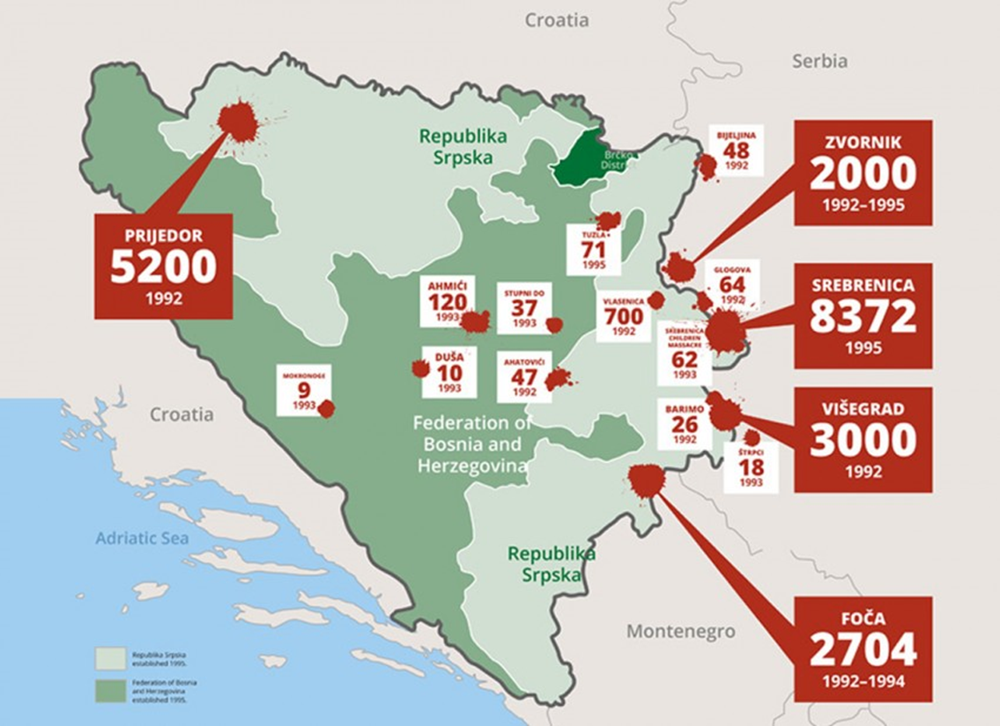 Croatia
Serbia
Republika
Srpska
Brčko
Distr.
BIJELJINA
48
1992
ZVORNIK
2000
1992–1995
PRIJEDOR
5200
1992
TUZLA
71
1995
GLOGOVA
64
1992
SREBRENICA
8372
1995
AHMIĆI
120
1993
STUPNI DO
37
1993
VLASENICA
700
1992
SREBRENICA
CHILDREN
MASSACRE
62
1993
DUŠA
10
1993
AHATOVIĆI
47
1992
MOKRONOGE
9
1993
Croatia
Federation of
Bosnia and
Herzegovina
BARIMO
26
1992
VIŠEGRAD
3000
1992
ŠTRPCI
18
1993
Adriatic Sea
Republika
Srpska
Montenegro
FOČA
2704
1992–1994
Republika Srpska
established 1995.
Federation of Bosnia
and Herzegovina
established 1995.